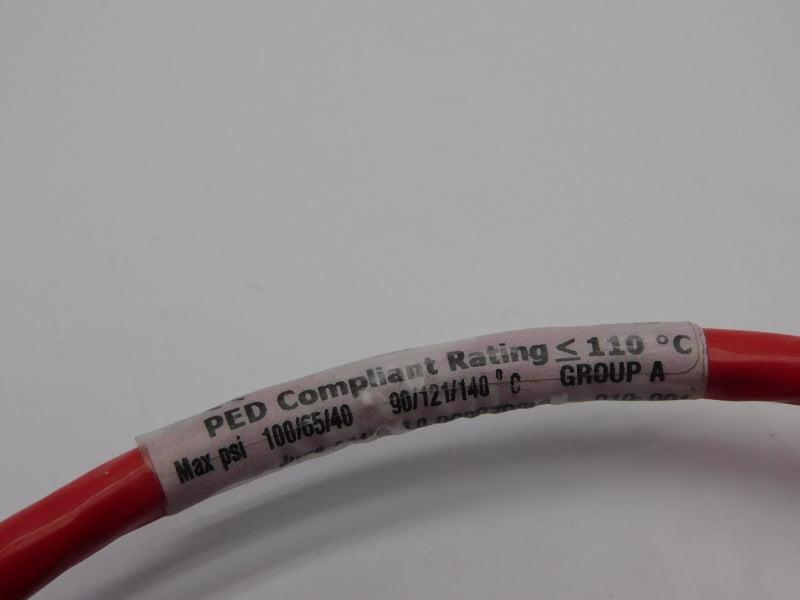 PED Compliant Rating ≤ 110 °C
Max psi 100/65/40 90/121/140 °C GROUP A